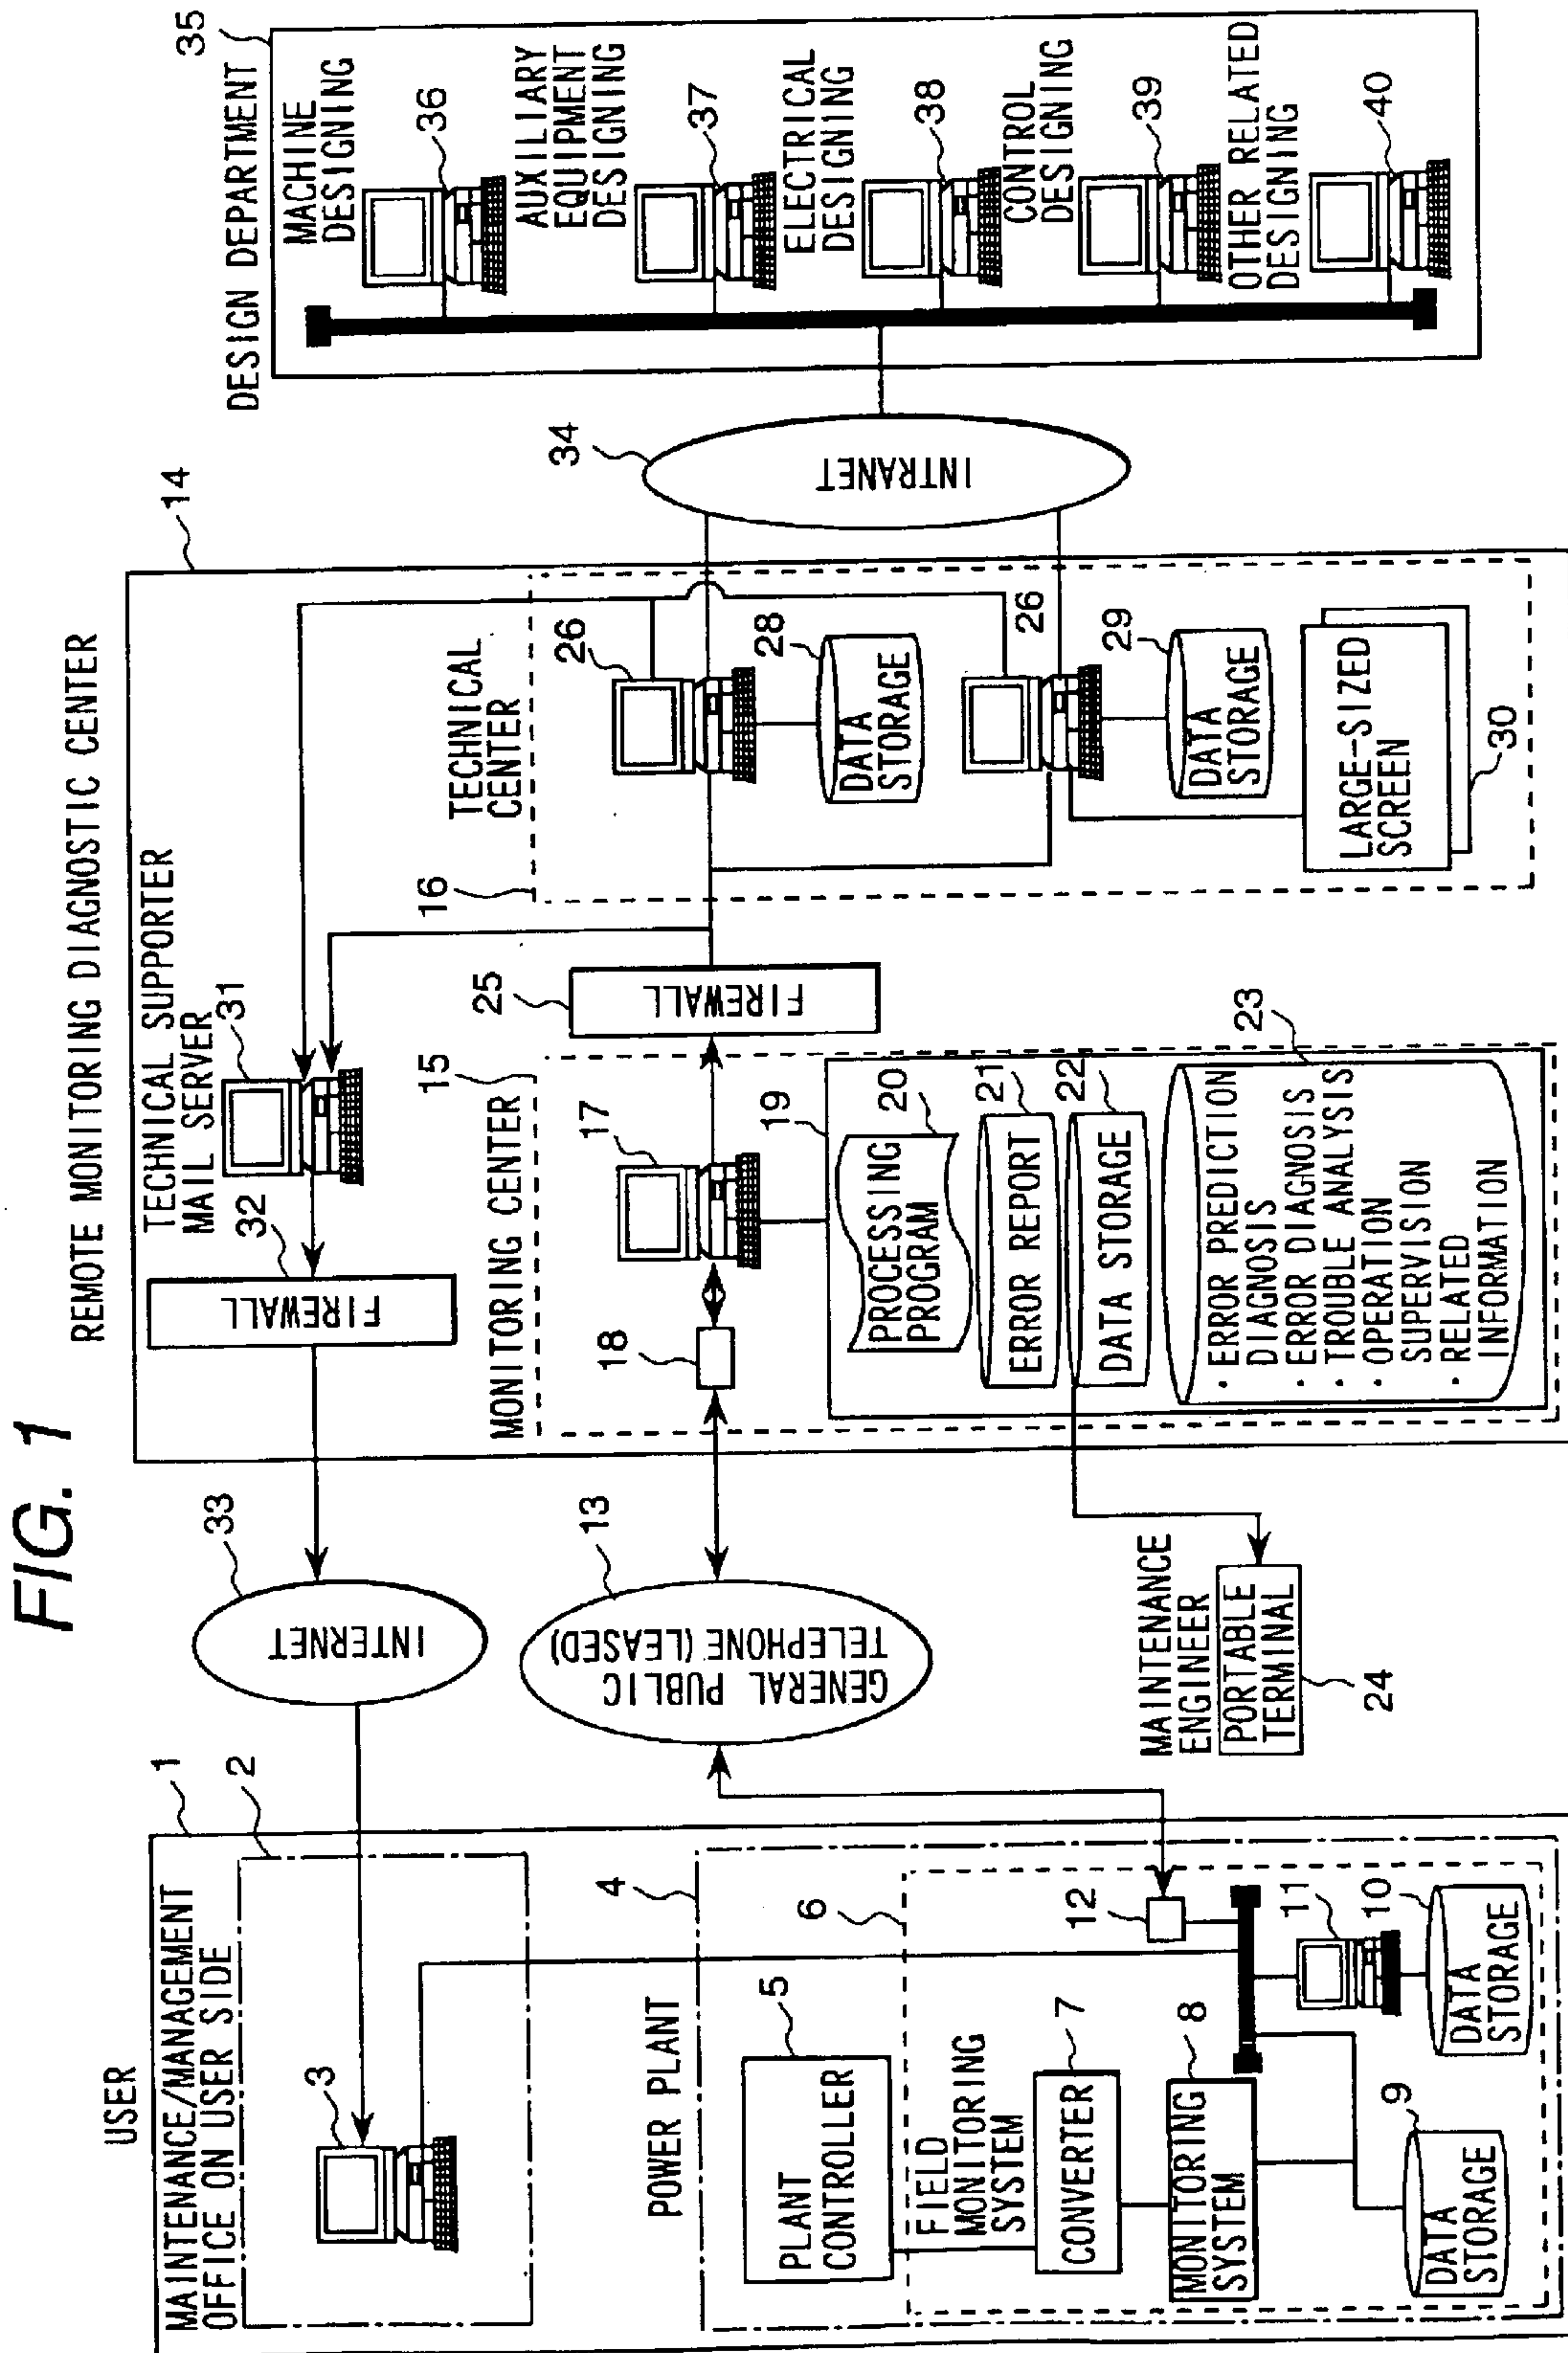 FIG. 1
USER
1
MAINTENANCE/MANAGEMENT
OFFICE ON USER SIDE
2
3
POWER PLANT
4
PLANT
CONTROLLER
5
FIELD
MONITORING
SYSTEM
6
CONVERTER
7
MONITORING
SYSTEM
8
DATA
STORAGE
9
DATA
STORAGE
10
11
12
INTERNET
33
GENERAL PUBLIC
TELEPHONE (LEASED)
13
MAINTENANCE
ENGINEER
PORTABLE
TERMINAL
24
REMOTE MONITORING DIAGNOSTIC CENTER
14
TECHNICAL SUPPORTER
MAIL SERVER
31
FIREWALL
32
MONITORING CENTER
15
17
18
19
PROCESSING
PROGRAM
20
ERROR REPORT
21
DATA STORAGE
22
23
· ERROR PREDICTION
DIAGNOSIS
· ERROR DIAGNOSIS
· TROUBLE ANALYSIS
· OPERATION
SUPERVISION
· RELATED
INFORMATION
FIREWALL
25
TECHNICAL
CENTER
16
26
DATA
STORAGE
28
26
DATA
STORAGE
29
LARGE-SIZED
SCREEN
30
INTRANET
34
DESIGN DEPARTMENT
35
MACHINE
DESIGNING
36
AUXILIARY
EQUIPMENT
DESIGNING
37
ELECTRICAL
DESIGNING
38
CONTROL
DESIGNING
39
OTHER RELATED
DESIGNING
40